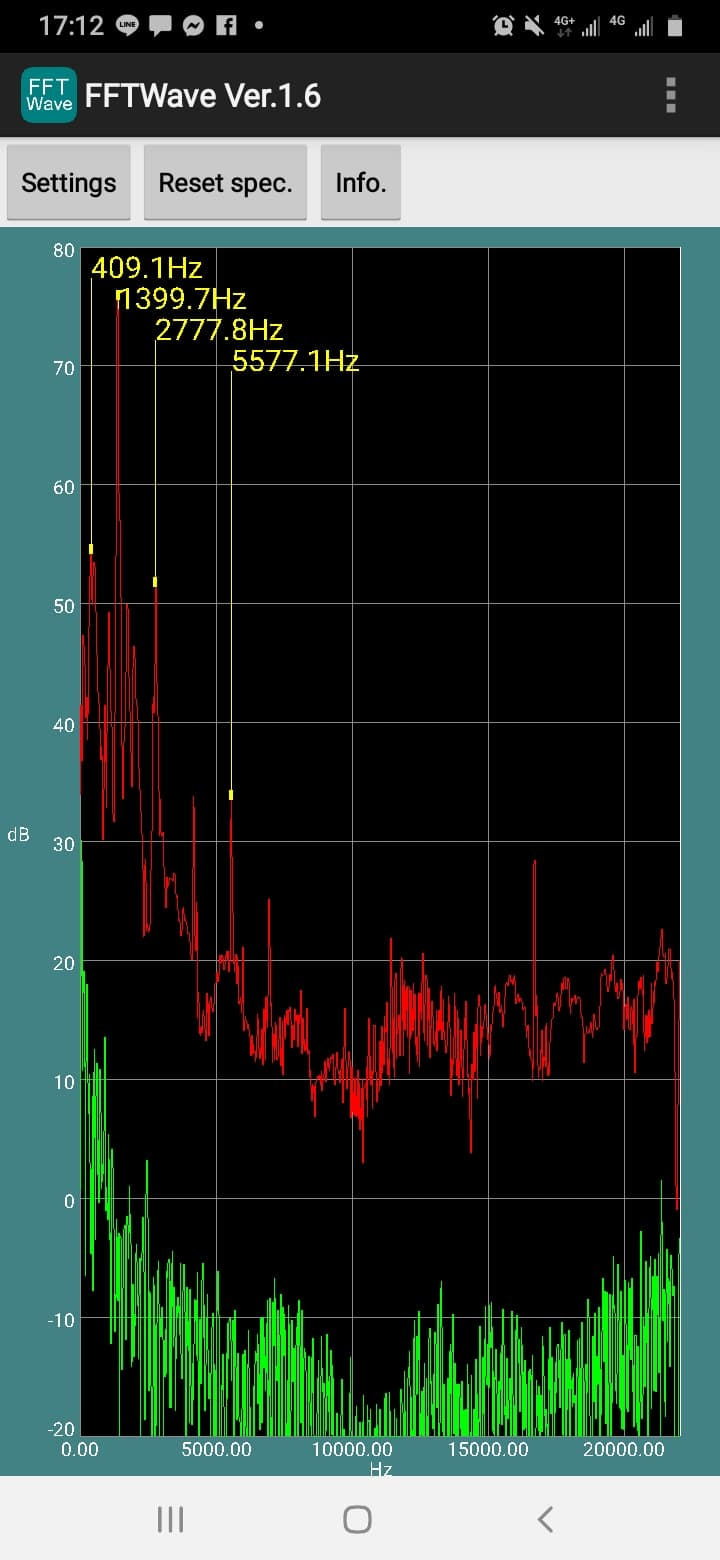 17:12 LINE 4G+ 4G
FFT
Wave
FFTWave Ver.1.6
Settings Reset spec. Info.
80
409.1Hz
1399.7Hz
2777.8Hz
5577.1Hz
70
60
50
40
dB
30
20
10
0
-10
-20
0.00 5000.00 10000.00 15000.00 20000.00
Hz